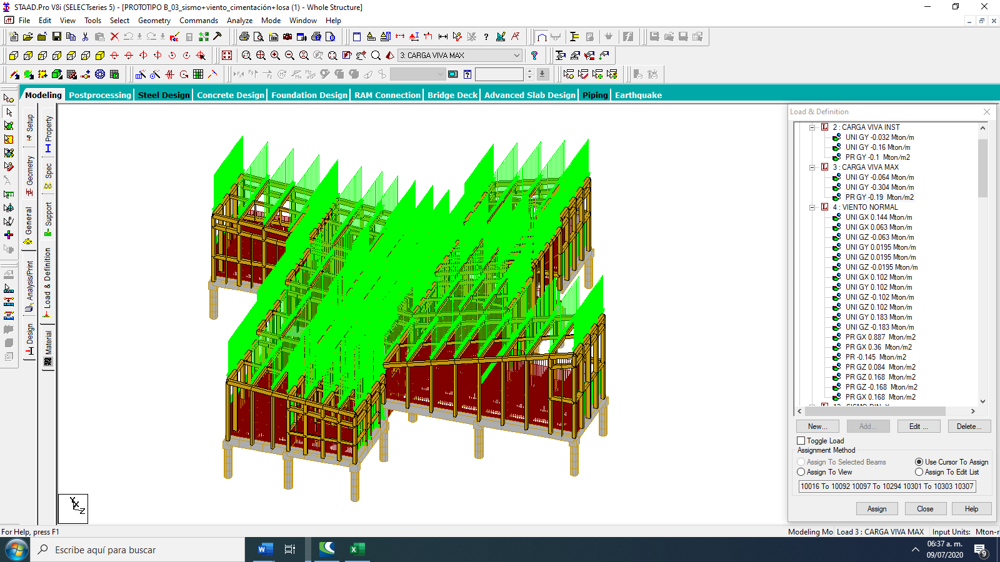 STAAD.Pro V8i (SELECTseries 5) - [PROTOTIPO B_03_sismo+viento_cimentación+losa (1) - Whole Structure]
File Edit View Tools Select Geometry Commands Analyze Mode Window Help
3: CARGA VIVA MAX
Modeling Postprocessing Steel Design Concrete Design Foundation Design RAM Connection Bridge Deck Advanced Slab Design Piping Earthquake
Setup
Geometry
General
Analysis/Print
Design
Property
Spec
Support
Load & Definition
Material
Load & Definition
2 : CARGA VIVA INST
UNI GY -0.032 Mton/m
UNI GY -0.16 Mton/m
PR GY -0.1 Mton/m2
3 : CARGA VIVA MAX
UNI GY -0.064 Mton/m
UNI GY -0.304 Mton/m
PR GY -0.19 Mton/m2
4 : VIENTO NORMAL
UNI GX 0.144 Mton/m
UNI GX 0.063 Mton/m
UNI GZ -0.063 Mton/m
UNI GY 0.0195 Mton/m
UNI GZ 0.0195 Mton/m
UNI GZ -0.0195 Mton/m
UNI GX 0.102 Mton/m
UNI GY 0.102 Mton/m
UNI GZ -0.102 Mton/m
UNI GZ 0.102 Mton/m
UNI GY 0.183 Mton/m
UNI GZ -0.183 Mton/m
PR GX 0.887 Mton/m2
PR GX 0.36 Mton/m2
PR -0.145 Mton/m2
PR GZ 0.084 Mton/m2
PR GZ 0.168 Mton/m2
PR GZ -0.168 Mton/m2
PR GX 0.168 Mton/m2
New... Add... Edit ... Delete...
Toggle Load
Assignment Method
Assign To Selected Beams Use Cursor To Assign
Assign To View Assign To Edit List
10016 To 10092 10097 To 10294 10301 To 10303 10307
Assign Close Help
Y
X
Z
For Help, press F1 Modeling Mo Load 3 : CARGA VIVA MAX Input Units: Mton-
Escribe aquí para buscar
06:37 a. m.
09/07/2020
9